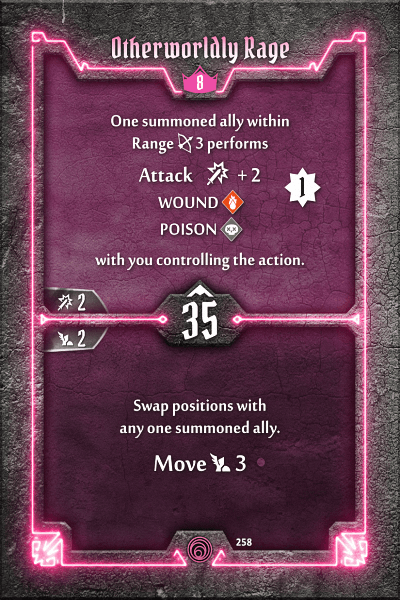 Otherworldly Rage
8
One summoned ally within
Range 3 performs
Attack +2
1
WOUND
POISON
with you controlling the action.
2
35
2
Swap positions with
any one summoned ally.
Move 3
258